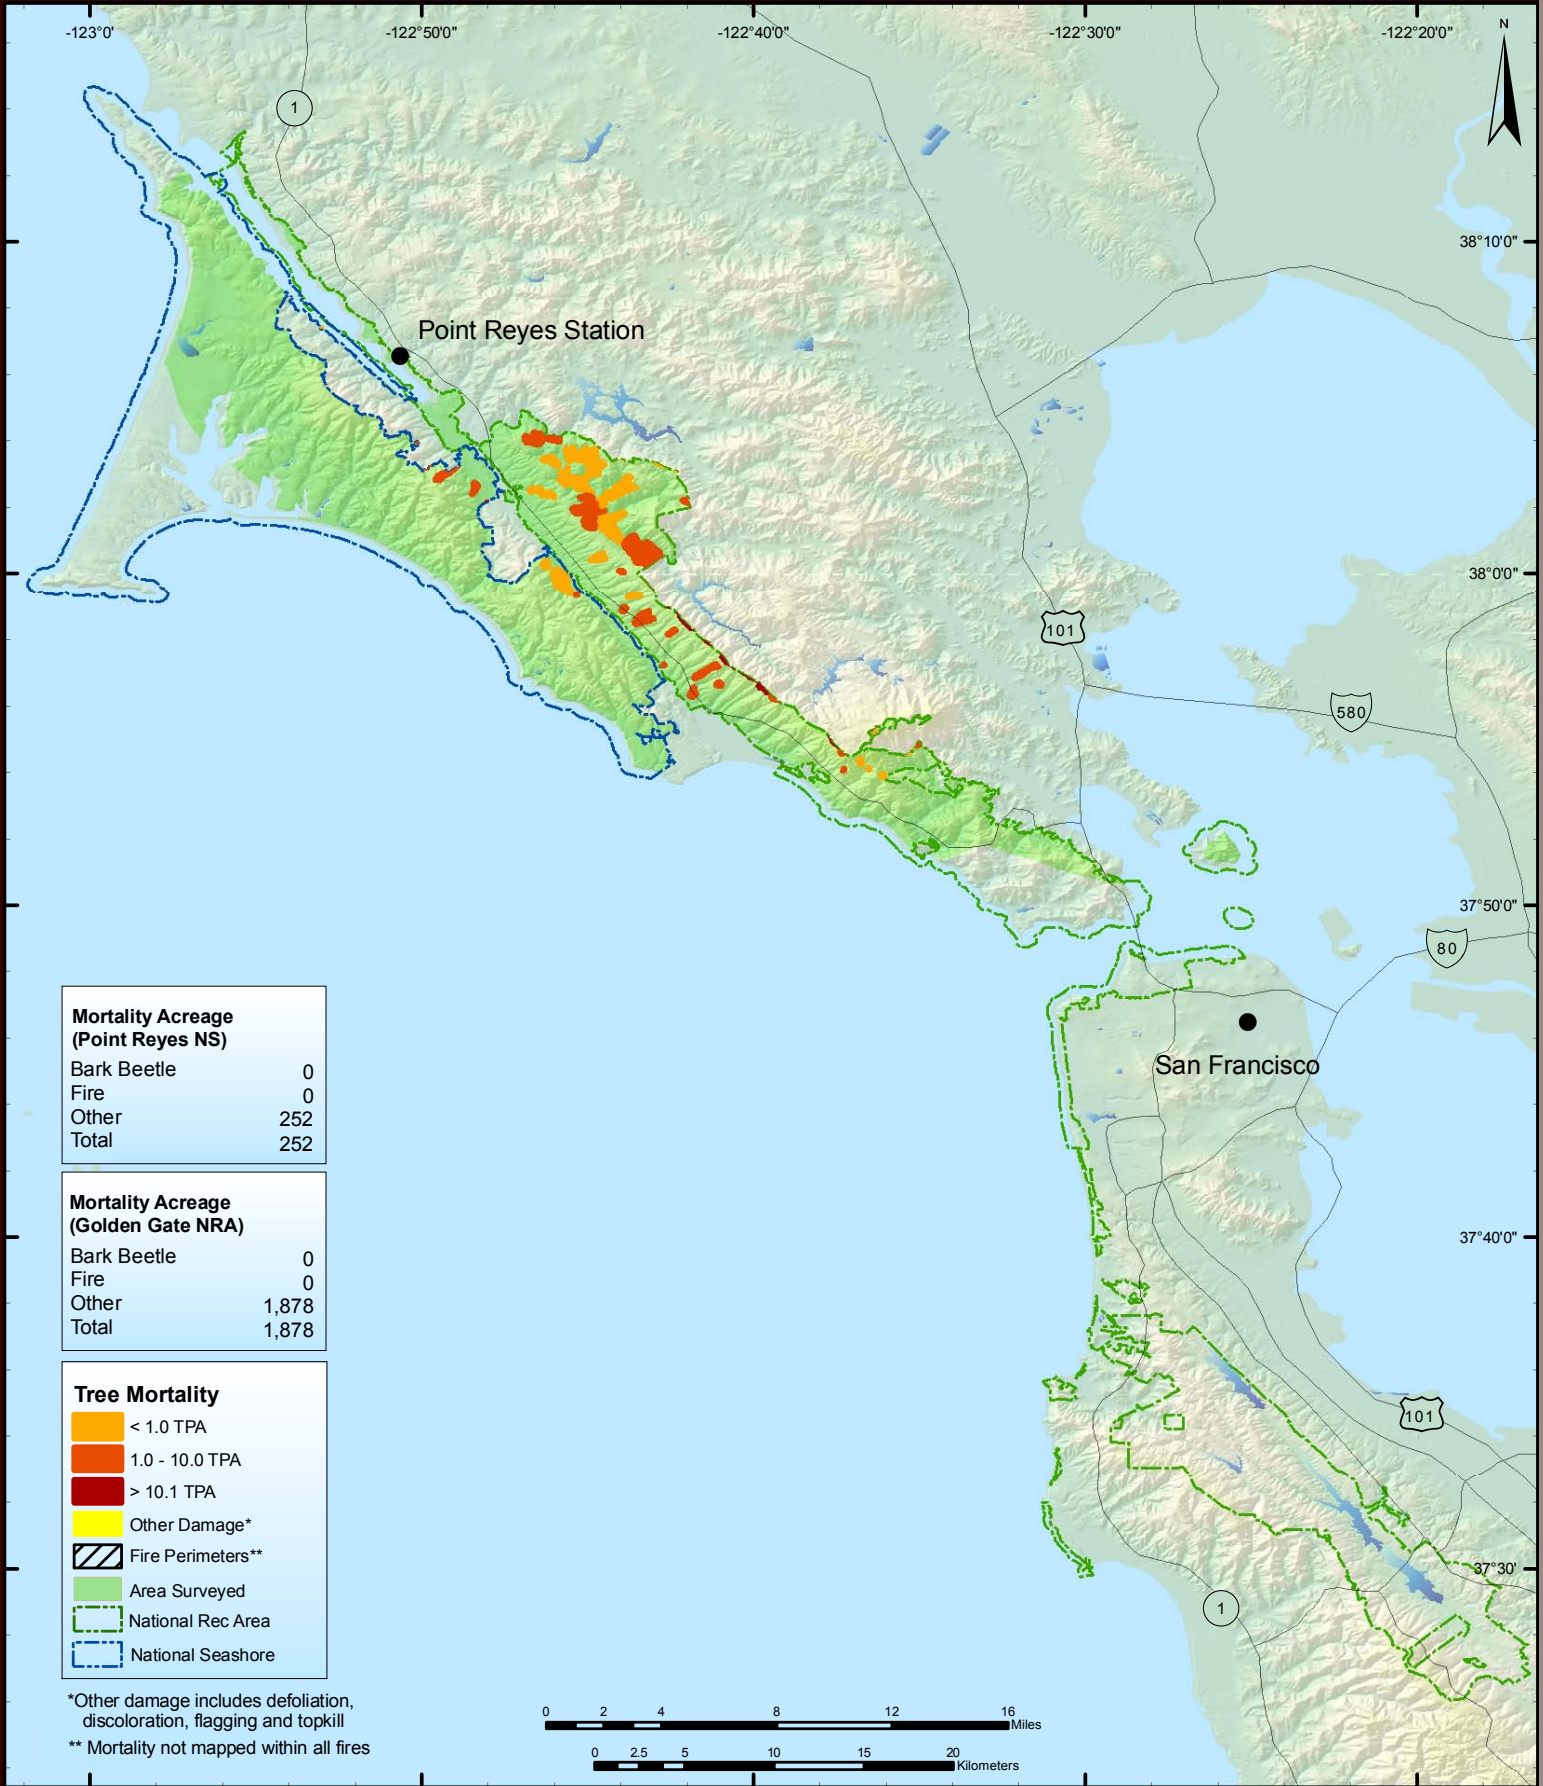 -123°0'
-122°50'0"
-122°40'0"
-122°30'0"
-122°20'0"
N
1
38°10'0"
Point Reyes Station
38°0'0"
101
580
37°50'0"
80
San Francisco
Mortality Acreage
(Point Reyes NS)
Bark Beetle 0
Fire 0
Other 252
Total 252
Mortality Acreage
(Golden Gate NRA)
Bark Beetle 0
Fire 0
Other 1,878
Total 1,878
37°40'0"
Tree Mortality
< 1.0 TPA
1.0 - 10.0 TPA
> 10.1 TPA
Other Damage*
Fire Perimeters**
Area Surveyed
National Rec Area
National Seashore
101
37°30'
1
*Other damage includes defoliation,
discoloration, flagging and topkill
** Mortality not mapped within all fires
0 2 4 8 12 16
Miles
0 2.5 5 10 15 20
Kilometers